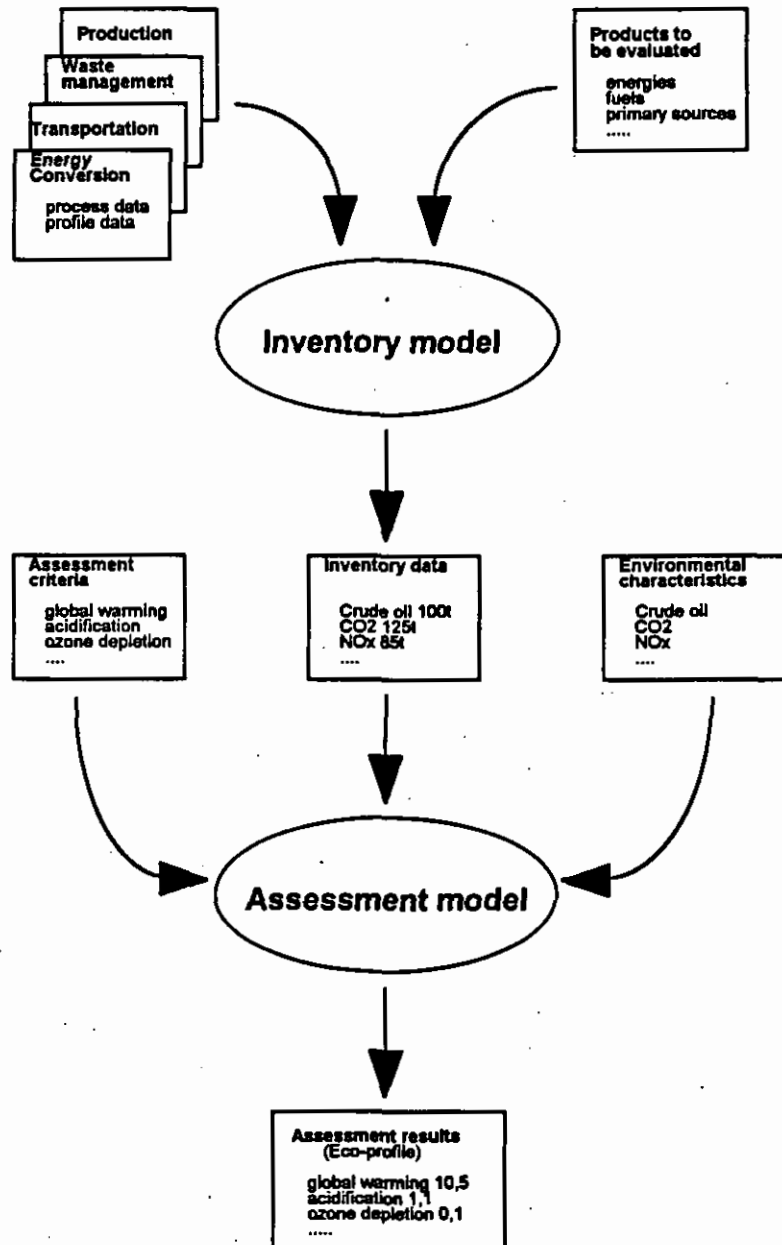 Production
Waste
management
Transportation
Energy
Conversion
process data
profile data
Products to
be evaluated
energies
fuels
primary sources
.....
Inventory model
Assessment
criteria
global warming
acidification
ozone depletion
....
Inventory data
Crude oil 100t
CO2 125t
NOx 85t
....
Environmental
characteristics
Crude oil
CO2
NOx
....
Assessment model
Assessment results
(Eco-profile)
global warming 10,5
acidification 1,1
ozone depletion 0,1
.....